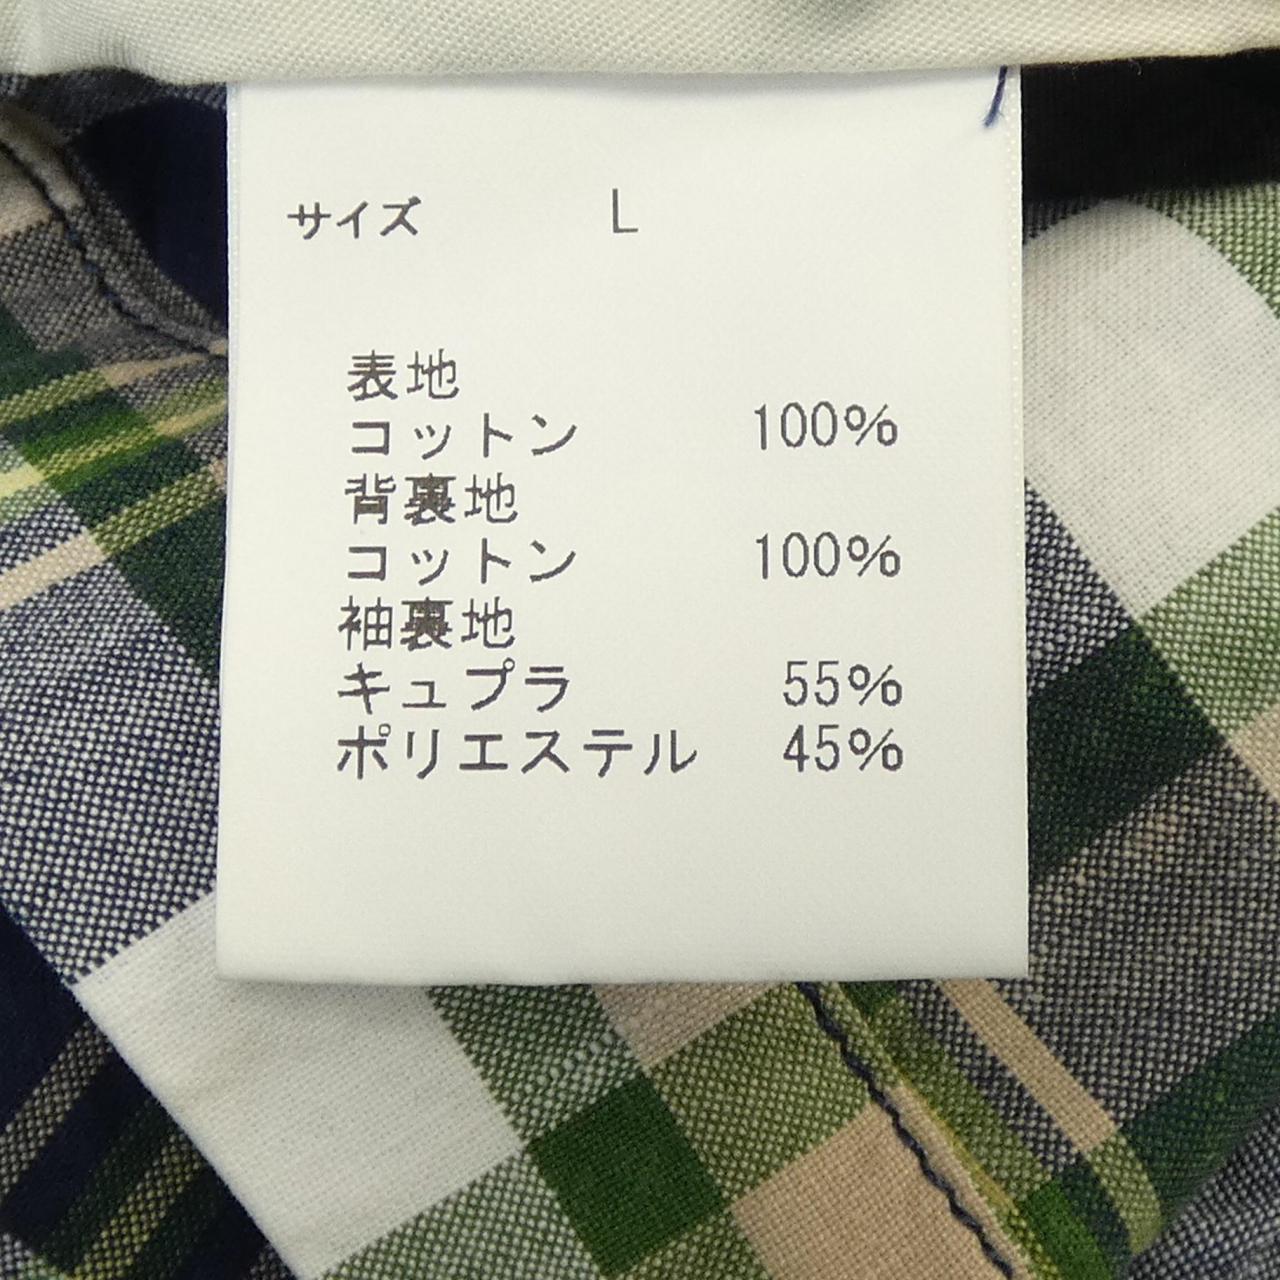 サイズ L
表地
コットン 100%
背裏地
コットン 100%
袖裏地
キュプラ 55%
ポリエステル 45%